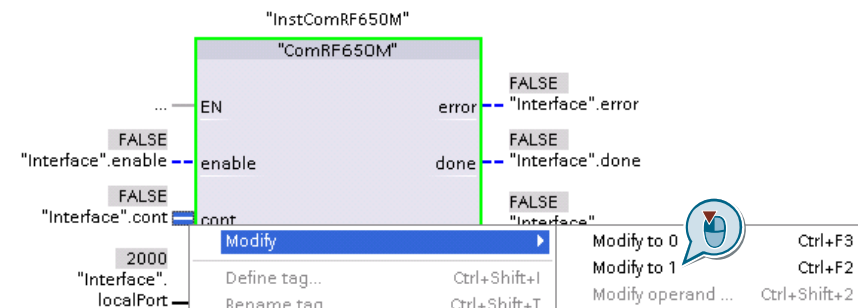 "InstComRF650M"
"ComRF650M"
FALSE
... EN error "Interface".error
FALSE FALSE
"Interface".enable enable done "Interface".done
FALSE FALSE
"Interface".cont cont "Interface".
Modify Modify to 0 Ctrl+F3
2000 Modify to 1 Ctrl+F2
"Interface". Define tag... Ctrl+Shift+I Modify operand ... Ctrl+Shift+2
localPort Rename tag Ctrl+Shift+T